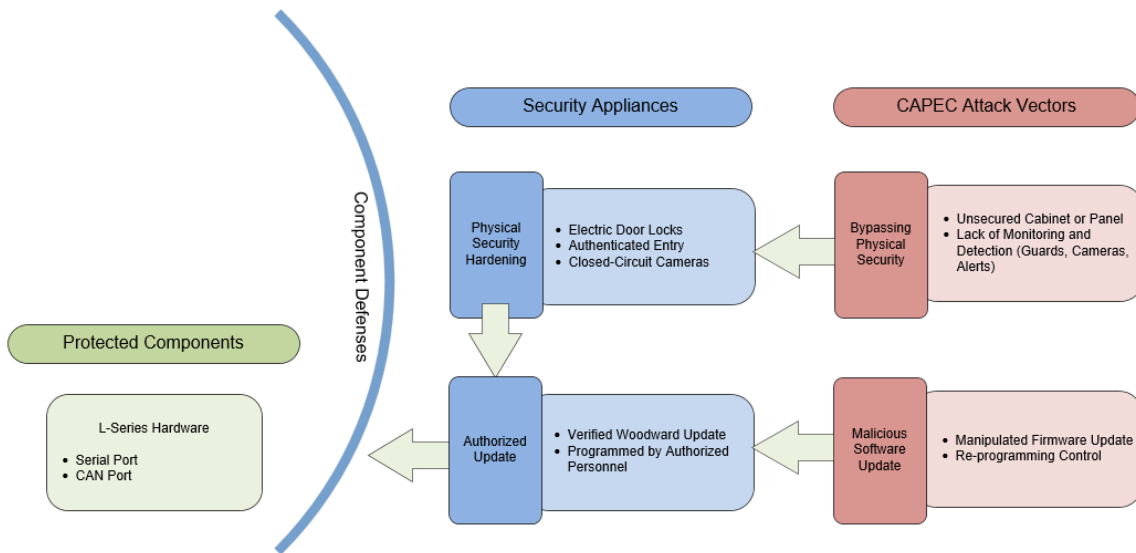 Security Appliances
CAPEC Attack Vectors
Component Defenses
Physical
Security
Hardening
• Electric Door Locks
• Authenticated Entry
• Closed-Circuit Cameras
Bypassing
Physical
Security
• Unsecured Cabinet or Panel
• Lack of Monitoring and
Detection (Guards, Cameras,
Alerts)
Protected Components
L-Series Hardware
• Serial Port
• CAN Port
Authorized
Update
• Verified Woodward Update
• Programmed by Authorized
Personnel
Malicious
Software
Update
• Manipulated Firmware Update
• Re-programming Control